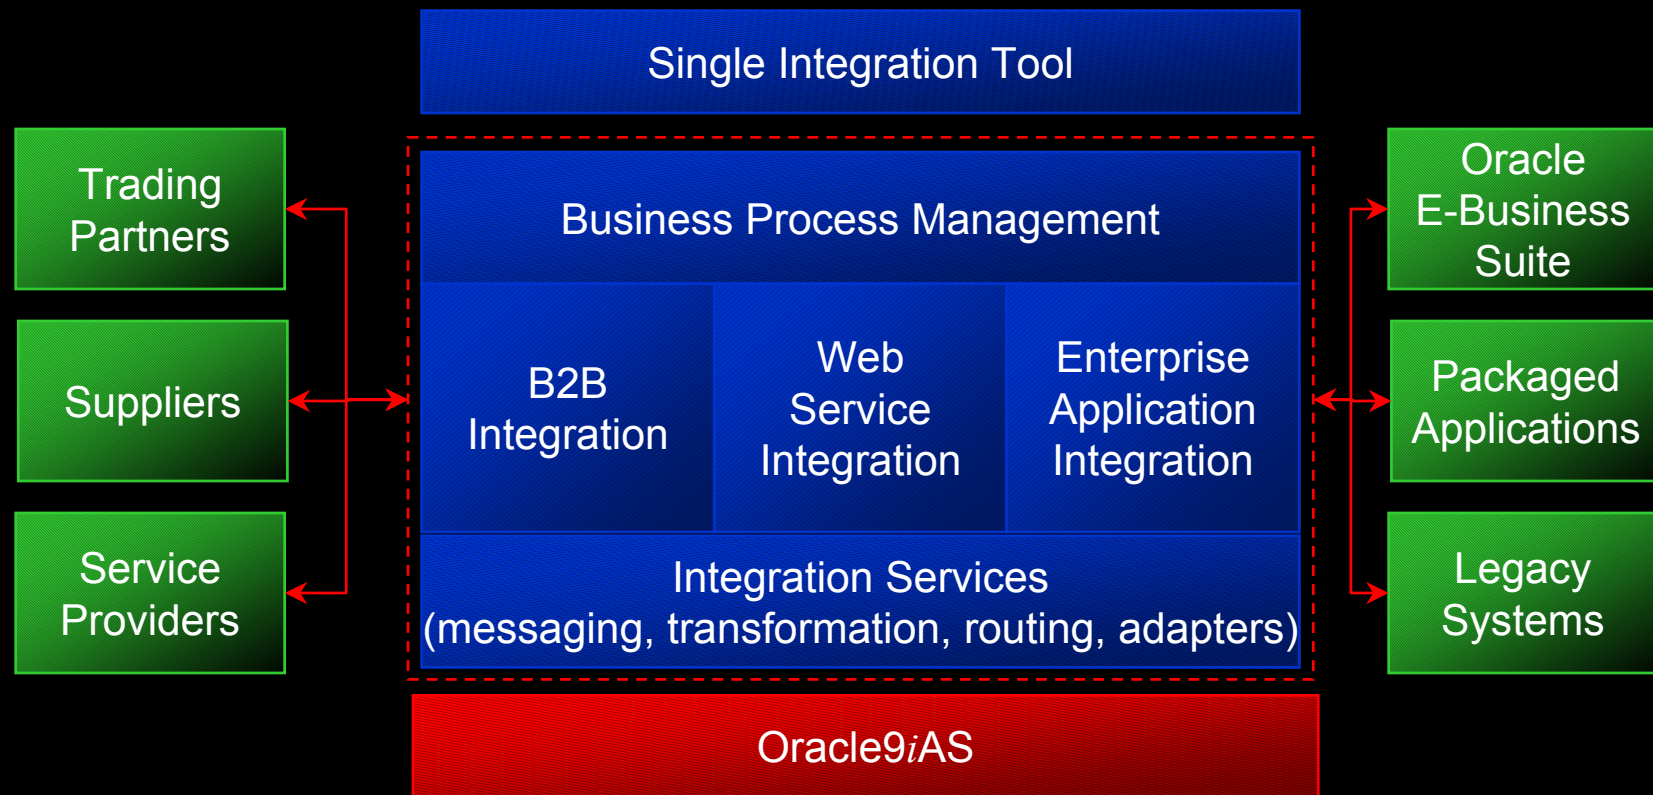 Single Integration Tool
Trading
Partners
Suppliers
Service
Providers
Business Process Management
B2B
Integration
Web
Service
Integration
Enterprise
Application
Integration
Integration Services
(messaging, transformation, routing, adapters)
Oracle
E-Business
Suite
Packaged
Applications
Legacy
Systems
Oracle9iAS